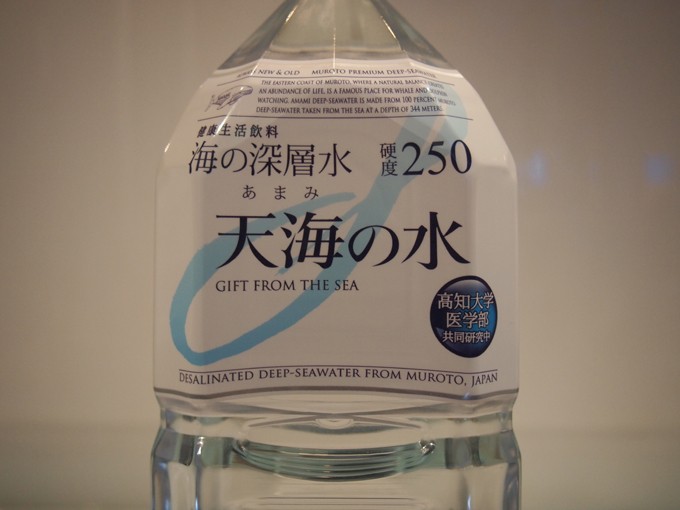 NEW & OLD MUROTO PREMIUM DEEP-SEAWATER
THE EASTERN COAST OF MUROTO, WHERE A NATURAL BALANCE
AN ABUNDANCE OF LIFE, IS A FAMOUS PLACE FOR WHALE AND DOLPHIN
WATCHING. AMAMI DEEP-SEAWATER IS MADE FROM 100 PERCENT MUROTO
DEEP-SEAWATER TAKEN FROM THE SEA AT A DEPTH OF 344 METERS.
健康生活飲料
海の深層水 硬度250
あまみ
天海の水
GIFT FROM THE SEA
高知大学
医学部
共同研究中
DESALINATED DEEP-SEAWATER FROM MUROTO, JAPAN